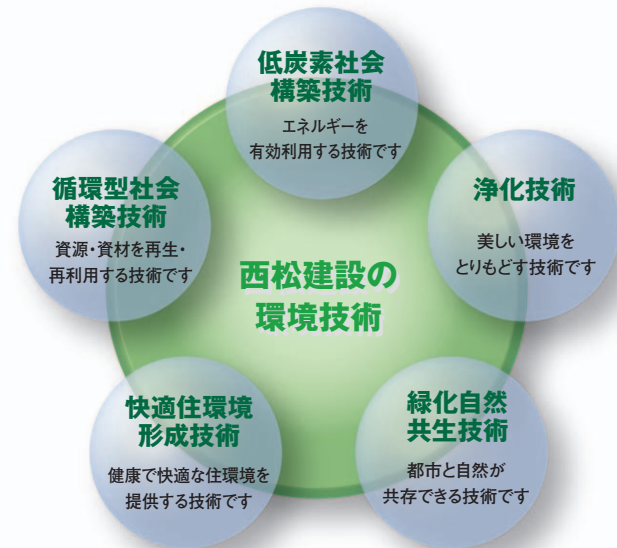 低炭素社会
構築技術
エネルギーを
有効利用する技術です
循環型社会
構築技術
資源・資材を再生・
再利用する技術です
浄化技術
美しい環境を
とりもどす技術です
西松建設の
環境技術
快適住環境
形成技術
健康で快適な住環境を
提供する技術です
緑化自然
共生技術
都市と自然が
共存できる技術です